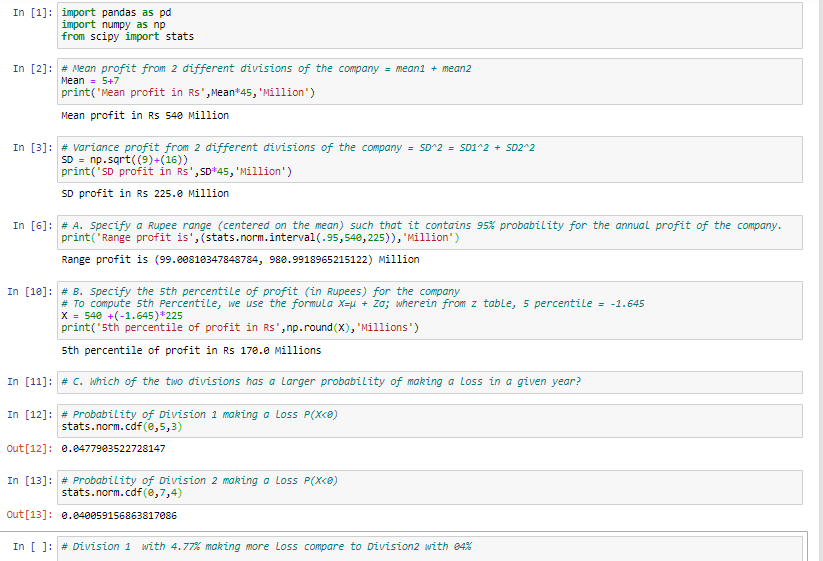 In [1]: import pandas as pd
import numpy as np
from scipy import stats
In [2]: # Mean profit from 2 different divisions of the company = mean1 + mean2
Mean = 5+7
print('Mean profit in Rs',Mean*45,'Million')
Mean profit in Rs 540 Million
In [3]: # Variance profit from 2 different divisions of the company = SD^2 = SD1^2 + SD2^2
SD = np.sqrt((9)+(16))
print('SD profit in Rs',SD*45,'Million')
SD profit in Rs 225.0 Million
In [6]: # A. Specify a Rupee range (centered on the mean) such that it contains 95% probability for the annual profit of the company.
print('Range profit is',(stats.norm.interval(.95,540,225)),'Million')
Range profit is (99.00810347848784, 980.9918965215122) Million
In [10]: # B. Specify the 5th percentile of profit (in Rupees) for the company
# To compute 5th Percentile, we use the formula X=μ + Zσ; wherein from z table, 5 percentile = -1.645
X = 540 +(-1.645)*225
print('5th percentile of profit in Rs',np.round(X),'Millions')
5th percentile of profit in Rs 170.0 Millions
In [11]: # C. Which of the two divisions has a larger probability of making a loss in a given year?
In [12]: # Probability of Division 1 making a loss P(X<0)
stats.norm.cdf(0,5,3)
Out[12]: 0.0477903522728147
In [13]: # Probability of Division 2 making a loss P(X<0)
stats.norm.cdf(0,7,4)
Out[13]: 0.040059156863817086
In [ ]: # Division 1  with 4.77% making more loss compare to Division2 with 04%